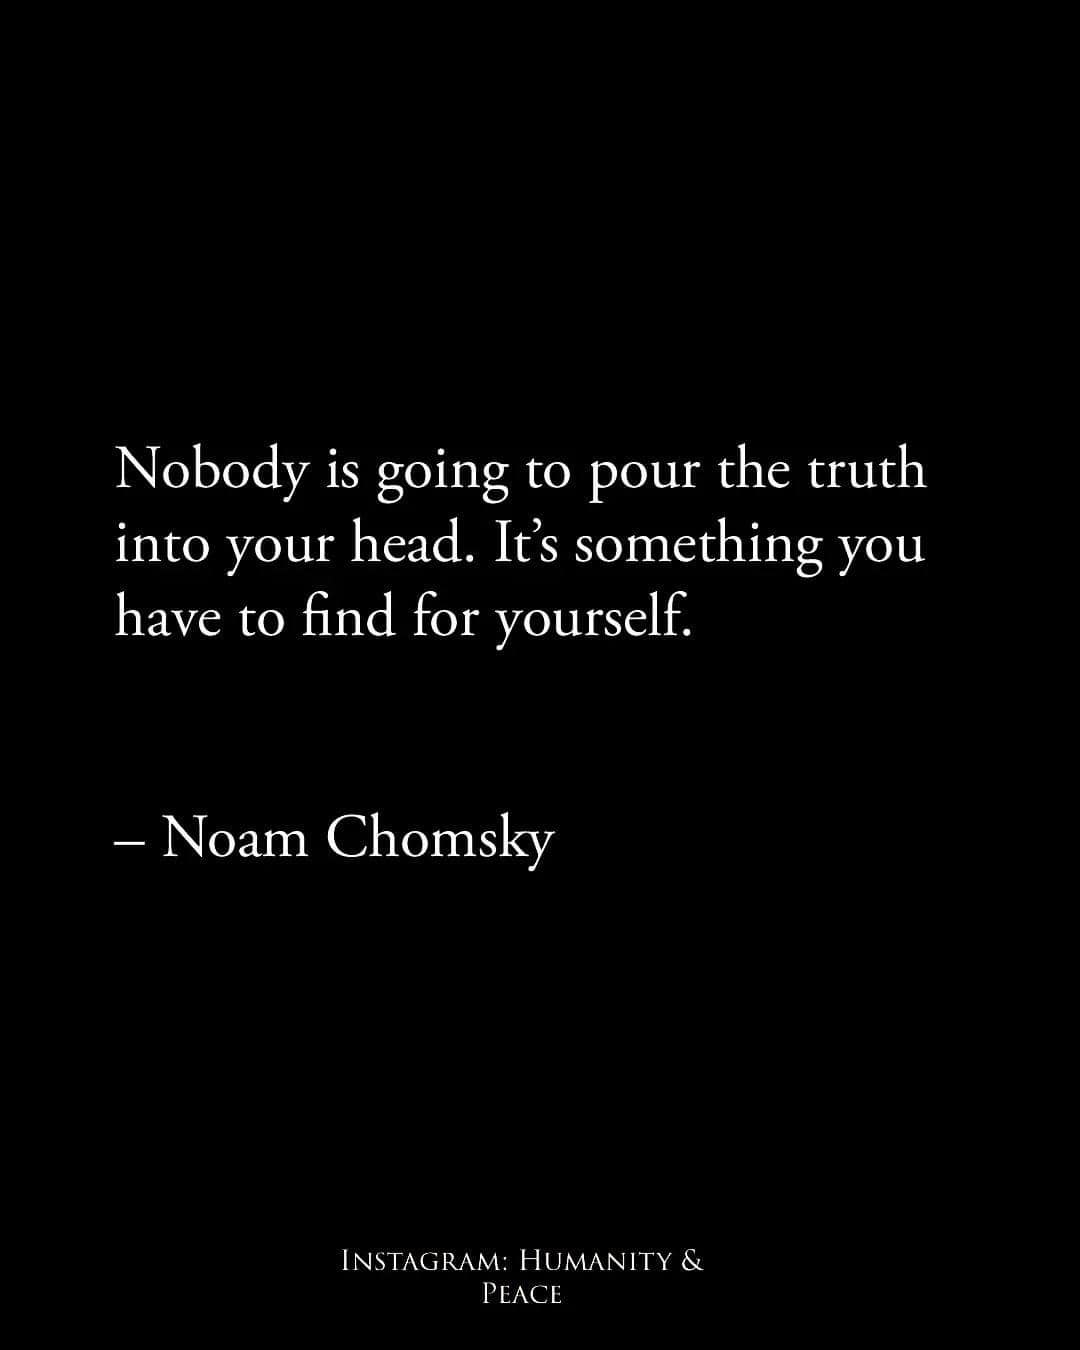 Nobody is going to pour the truth
into your head. It’s something you
have to find for yourself.
– Noam Chomsky
Instagram: Humanity &
Peace